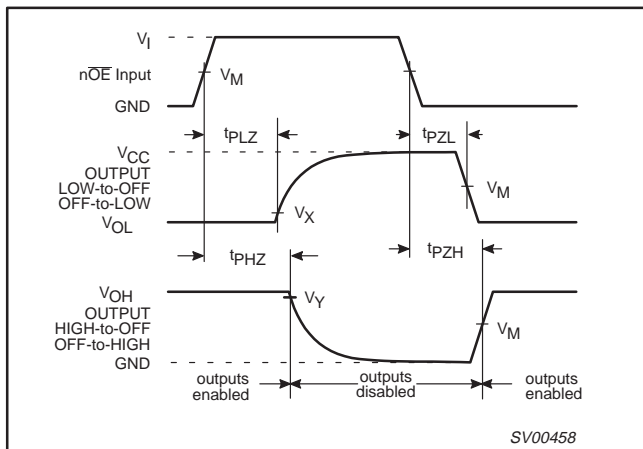 VI
nOE Input
VM
GND
tPLZ
tPZL
VCC
OUTPUT
LOW-to-OFF
OFF-to-LOW
VM
VX
VOL
tPHZ
tPZH
VOH
VY
OUTPUT
HIGH-to-OFF
OFF-to-HIGH
VM
GND
outputs
enabled
outputs
disabled
outputs
enabled
SV00458